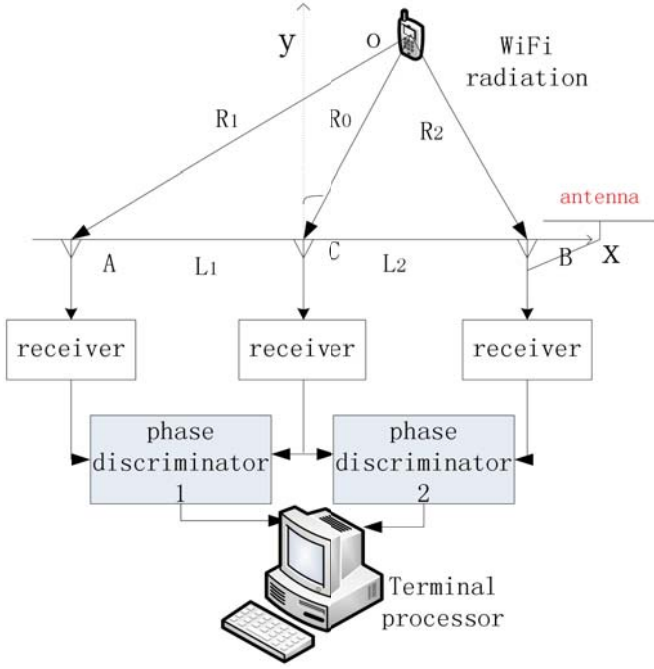 y
O
WiFi
radiation
R1
R0
R2
antenna
A
L1
C
L2
B
X
receiver
receiver
receiver
phase
discriminator
1
phase
discriminator
2
Terminal
processor